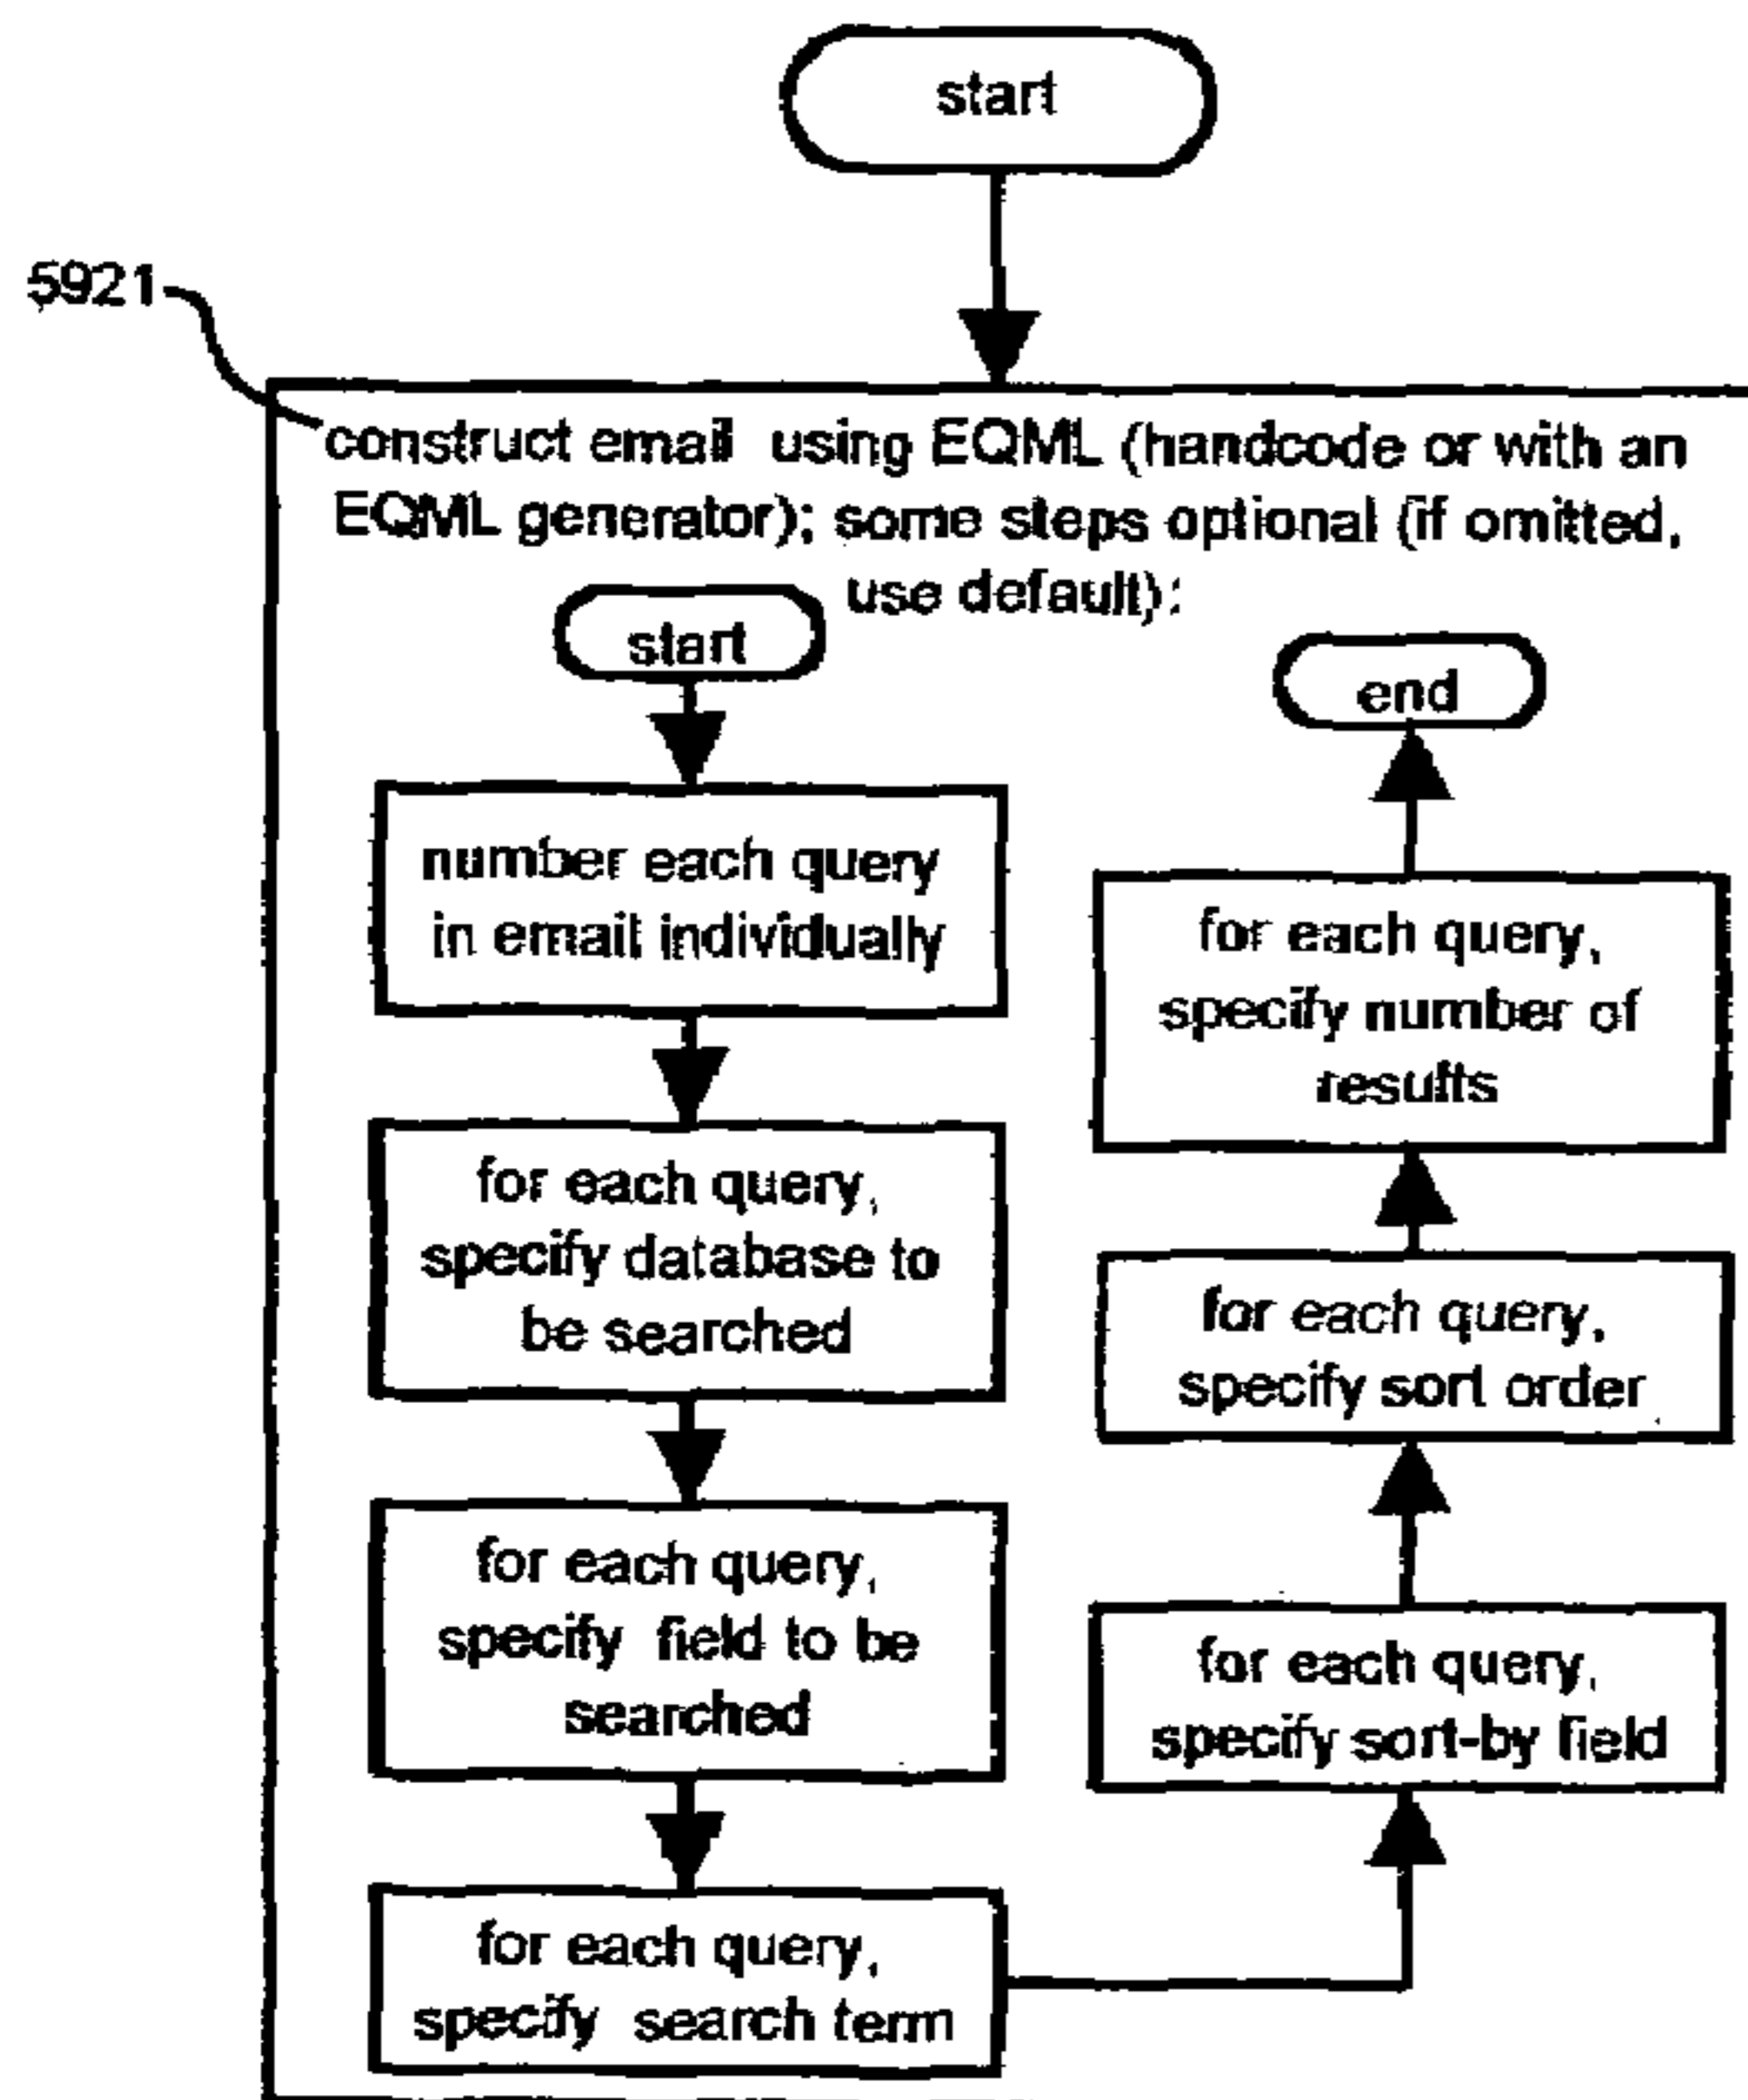 start
5921
construct email using EQML (handcode or with an
EQML generator); some steps optional (if omitted,
use default):
start
number each query
in email individually
for each query,
specify database to
be searched
for each query,
specify field to be
searched
for each query,
specify search term
for each query,
specify sort-by field
for each query,
specify sort order
for each query,
specify number of
results
end